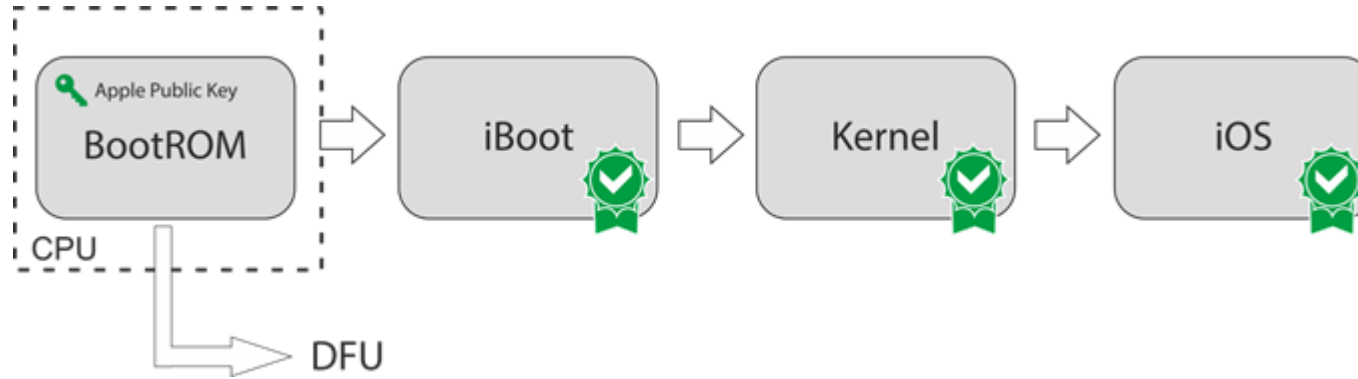 Apple Public Key
BootROM
CPU
iBoot
Kernel
iOS
DFU